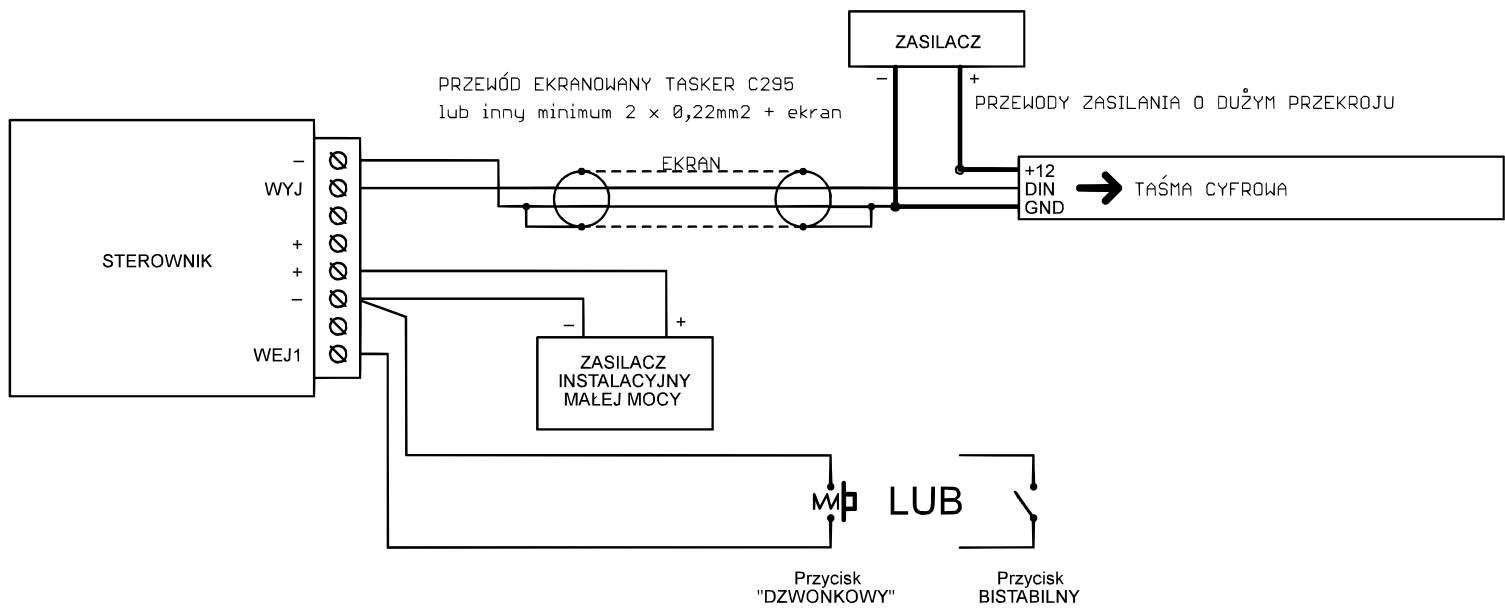 ZASILACZ
– +
PRZEWÓD EKRANOWANY TASKER C295
lub inny minimum 2 x 0,22mm2 + ekran
PRZEWODY ZASILANIA O DUŻYM PRZEKROJU
–
EKRAN
WYJ
+12
DIN
GND
TAŚMA CYFROWA
+
STEROWNIK
+
–
WEJ1
– +
ZASILACZ
INSTALACYJNY
MAŁEJ MOCY
LUB
Przycisk
"DZWONKOWY"
Przycisk
BISTABILNY